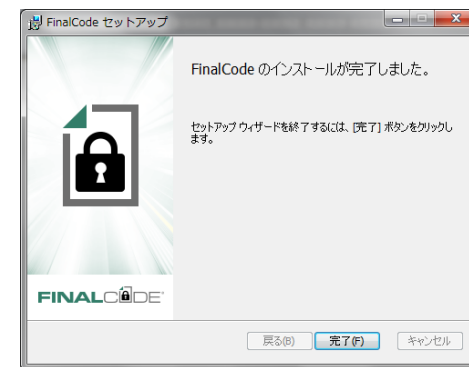 FinalCode セットアップ
FinalCode のインストールが完了しました。
セットアップ ウィザードを終了するには、[完了] ボタンをクリックし
ます。
FINALCODE
戻る(B)
完了(F)
キャンセル